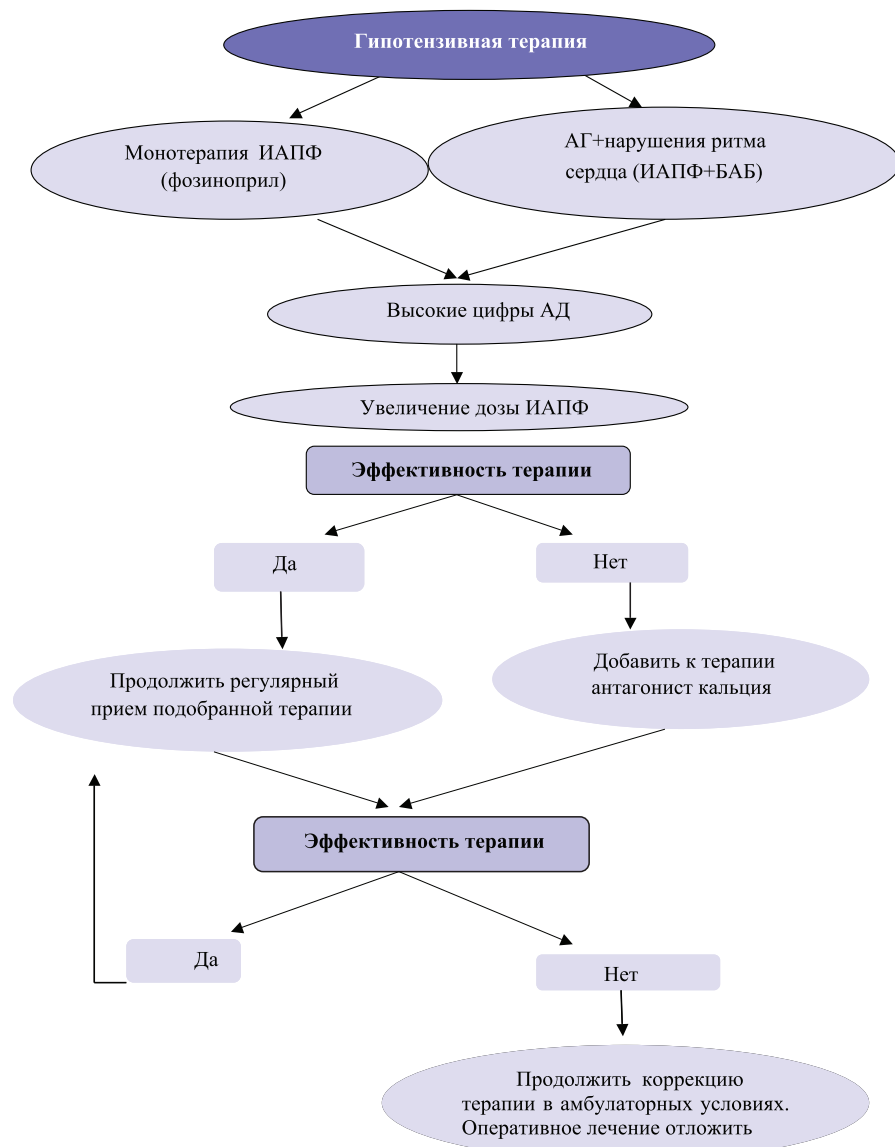 Гипотензивная терапия
Монотерапия ИАПФ
(фозиноприл)
АГ+нарушения ритма
сердца (ИАПФ+БАБ)
Высокие цифры АД
Увеличение дозы ИАПФ
Эффективность терапии
Да
Нет
Продолжить регулярный
прием подобранной терапии
Добавить к терапии
антагонист кальция
Эффективность терапии
Да
Нет
Продолжить коррекцию
терапии в амбулаторных условиях.
Оперативное лечение отложить